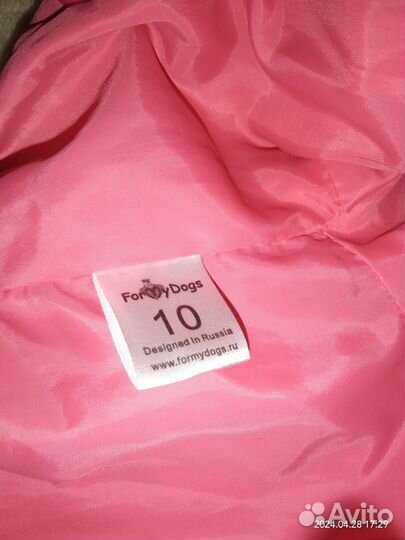 ForMyDogs
10
Designed In Russia
www.formydogs.ru
2024.04.28 17:29
Avito